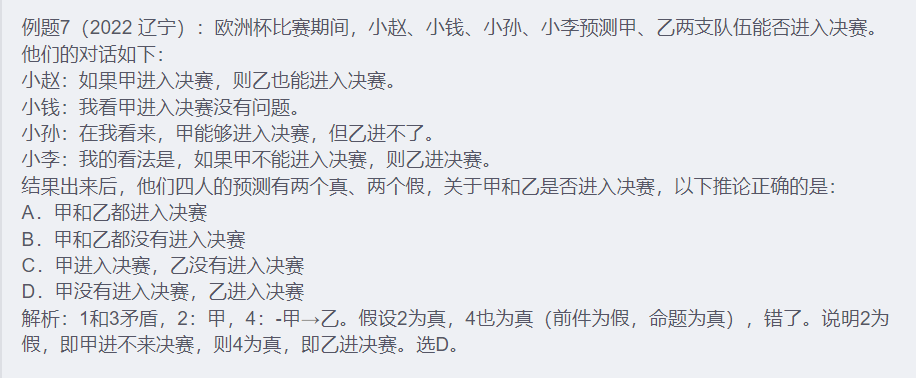 例题7（2022 辽宁）：欧洲杯比赛期间，小赵、小钱、小孙、小李预测甲、乙两支队伍能否进入决赛。
他们的对话如下：
小赵：如果甲进入决赛，则乙也能进入决赛。
小钱：我看甲进入决赛没有问题。
小孙：在我看来，甲能够进入决赛，但乙进不了。
小李：我的看法是，如果甲不能进入决赛，则乙进决赛。
结果出来后，他们四人的预测有两个真、两个假，关于甲和乙是否进入决赛，以下推论正确的是：
A．甲和乙都进入决赛
B．甲和乙都没有进入决赛
C．甲进入决赛，乙没有进入决赛
D．甲没有进入决赛，乙进入决赛
解析：1和3矛盾，2：甲，4：-甲→乙。假设2为真，4也为真（前件为假，命题为真），错了。说明2为
假，即甲进不来决赛，则4为真，即乙进决赛。选D。